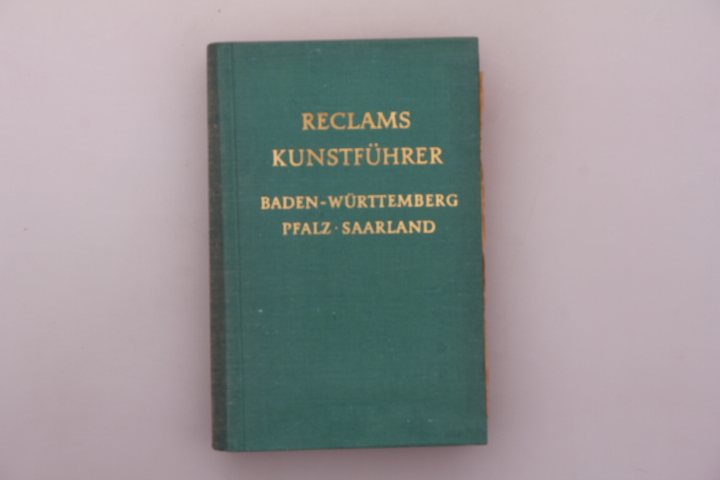 RECLAMS
KUNSTFÜHRER
BADEN-WÜRTTEMBERG
PFALZ · SAARLAND